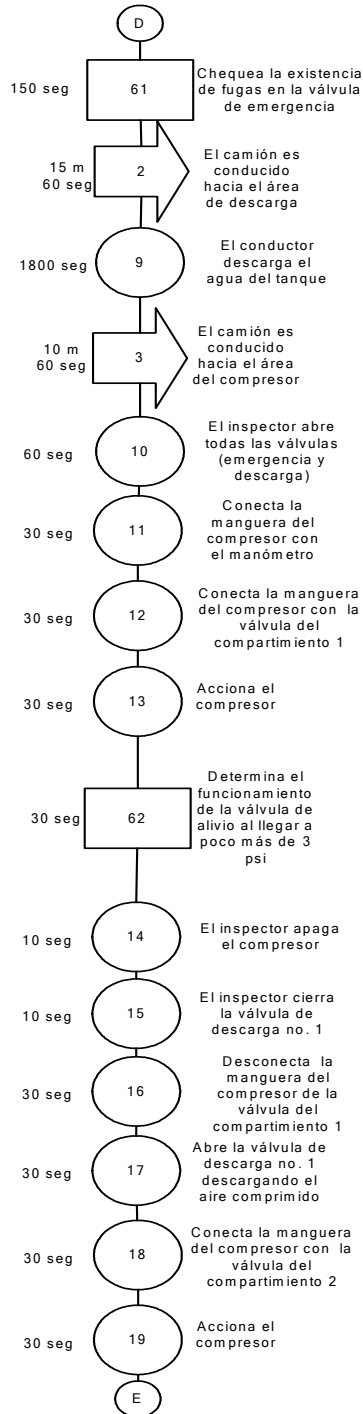 D
150 seg
61
Chequea la existencia
de fugas en la válvula
de emergencia
15 m
60 seg
2
El camión es
conducido
hacia el área
de descarga
1800 seg
9
El conductor
descarga el
agua del tanque
10 m
60 seg
3
El camión es
conducido
hacia el área
del compresor
60 seg
10
El inspector abre
todas las válvulas
(emergencia y
descarga)
30 seg
11
Conecta la
manguera del
compresor con
el manómetro
30 seg
12
Conecta la manguera
del compresor con la
válvula del
compartimiento 1
30 seg
13
Acciona el
compresor
30 seg
62
Determina el
funcionamiento
de la válvula de
alivio al llegar a
poco más de 3
psi
10 seg
14
El inspector apaga
el compresor
10 seg
15
El inspector cierra
la válvula de
descarga no. 1
30 seg
16
Desconecta la
manguera del
compresor de la
válvula del
compartimiento 1
30 seg
17
Abre la válvula de
descarga no. 1
descargando el
aire comprimido
30 seg
18
Conecta la manguera
del compresor con la
válvula del
compartimiento 2
30 seg
19
Acciona el
compresor
E